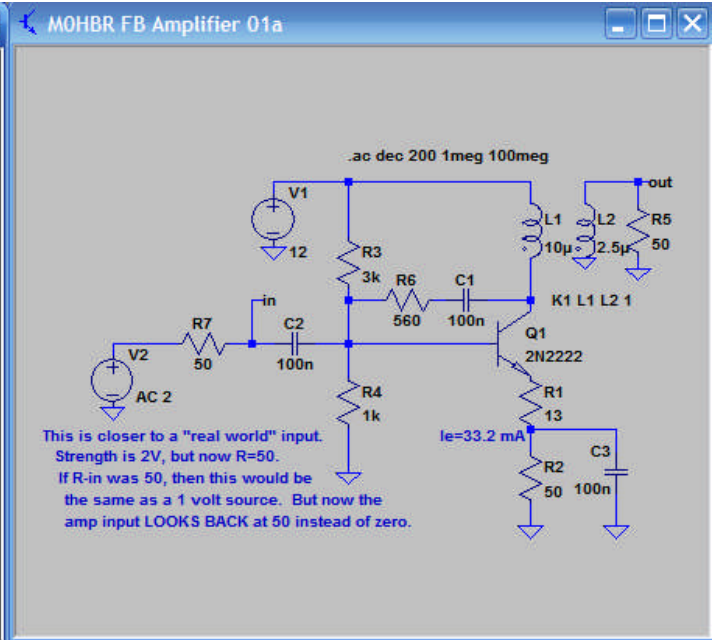 M0HBR FB Amplifier 01a
.ac dec 200 1meg 100meg
V1
12
R3
3k
R6
560
C1
100n
L1
10µ
L2
2.5µ
out
R5
50
K1 L1 L2 1
in
R7
50
C2
100n
Q1
2N2222
V2
AC 2
R4
1k
R1
13
Ie=33.2 mA
R2
50
C3
100n
This is closer to a "real world" input.
Strength is 2V, but now R=50.
If R-in was 50, then this would be
the same as a 1 volt source. But now the
amp input LOOKS BACK at 50 instead of zero.